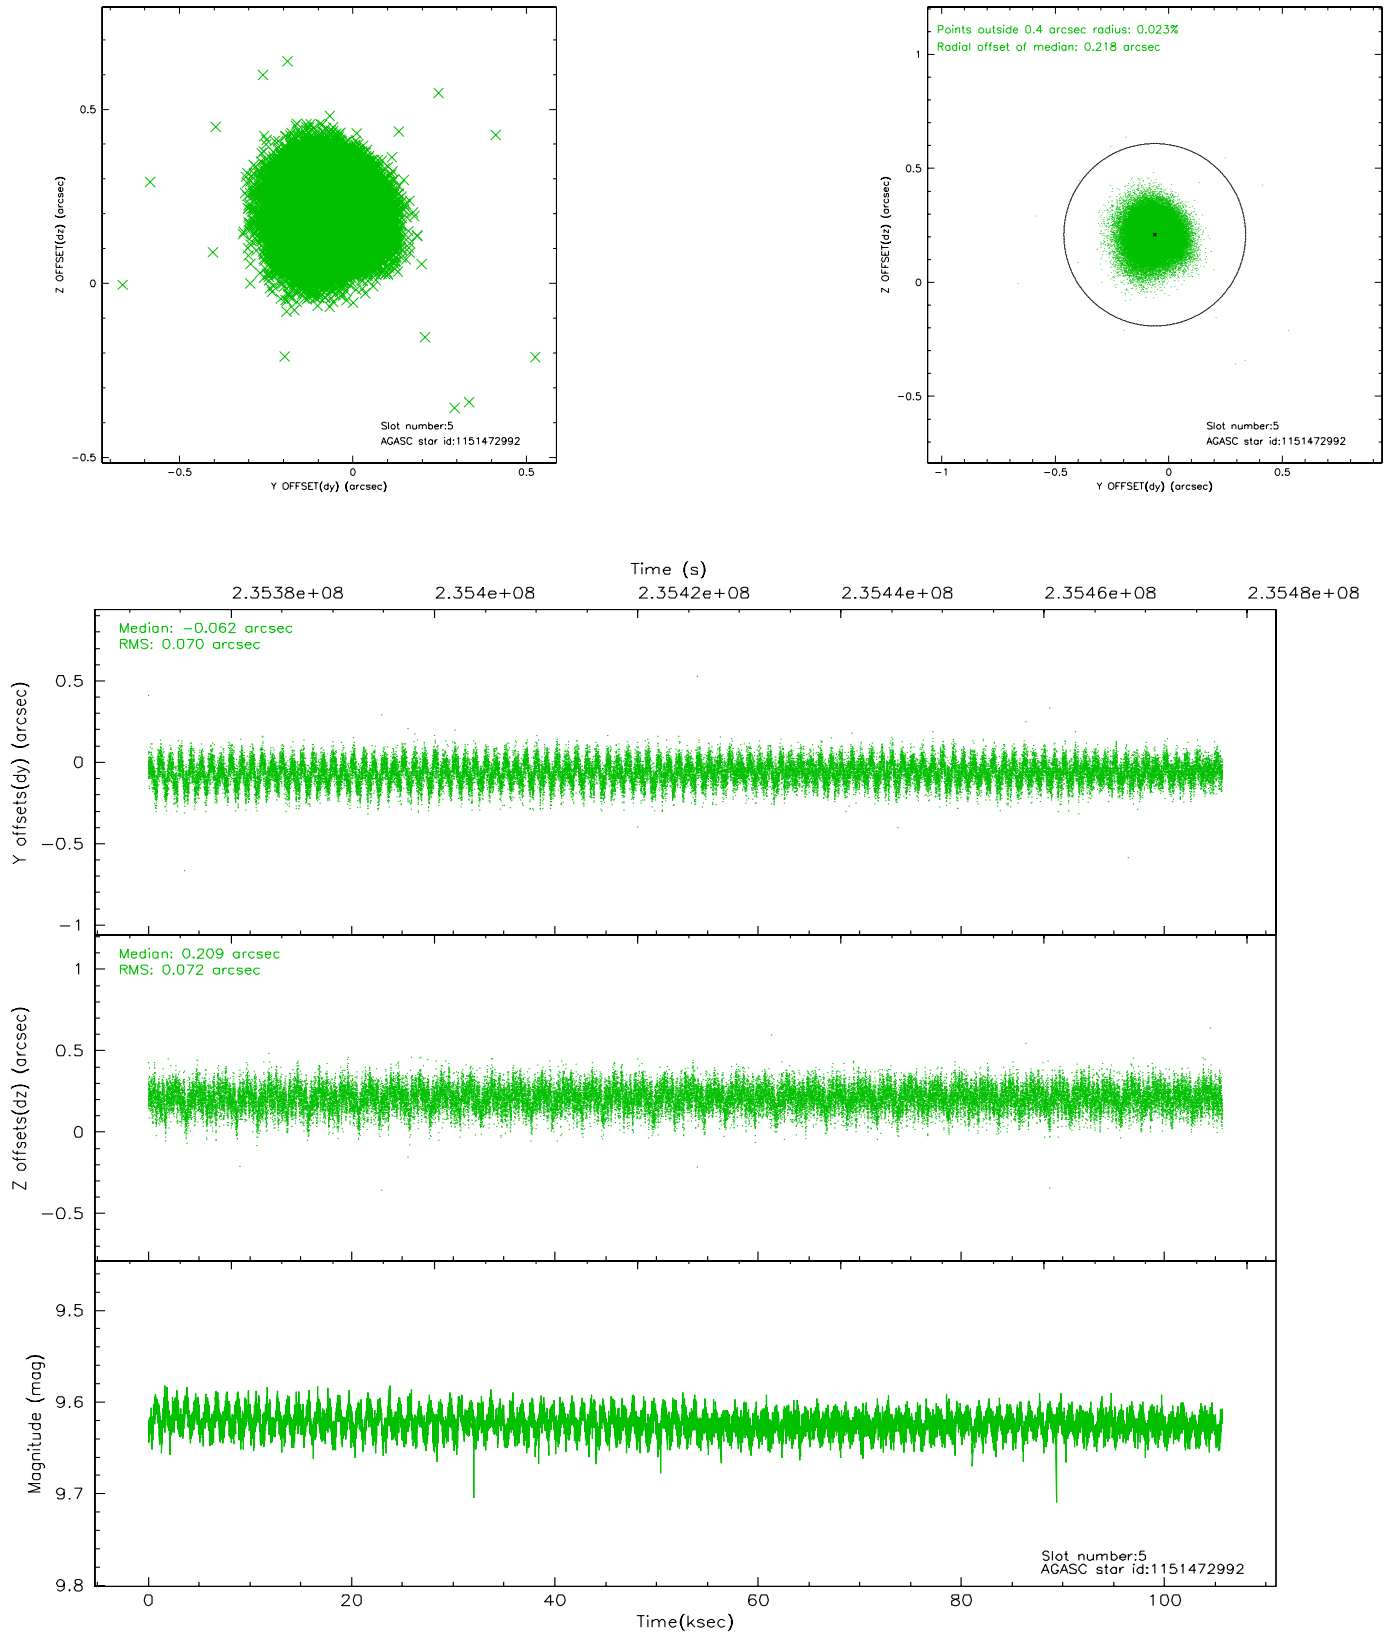 0.5
0
−0.5
−0.5
0
0.5
Z OFFSET(dz) (arcsec)
Y OFFSET(dy) (arcsec)
Slot number:5
AGASC star id:1151472992
Points outside 0.4 arcsec radius: 0.023%
Radial offset of median: 0.218 arcsec
1
0.5
0
−0.5
−1
−0.5
0
0.5
Z OFFSET(dz) (arcsec)
Y OFFSET(dy) (arcsec)
Slot number:5
AGASC star id:1151472992
Time (s)
2.3538e+08
2.354e+08
2.3542e+08
2.3544e+08
2.3546e+08
2.3548e+08
Median: −0.062 arcsec
RMS: 0.070 arcsec
0.5
0
−0.5
−1
Y offsets(dy) (arcsec)
Median: 0.209 arcsec
RMS: 0.072 arcsec
1
0.5
0
−0.5
Z offsets(dz) (arcsec)
9.5
9.6
9.7
9.8
Magnitude (mag)
Slot number:5
AGASC star id:1151472992
0
20
40
60
80
100
Time(ksec)